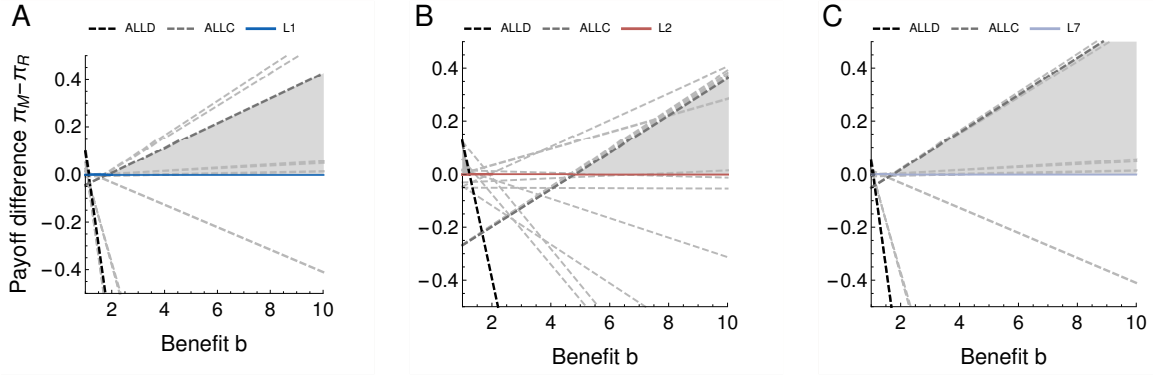 A
ALLD ALLC L1
Payoff difference πM−πR
0.4
0.2
0.0
−0.2
−0.4
2 4 6 8 10
Benefit b
B
ALLD ALLC L2
0.4
0.2
0.0
−0.2
−0.4
2 4 6 8 10
Benefit b
C
ALLD ALLC L7
0.4
0.2
0.0
−0.2
−0.4
2 4 6 8 10
Benefit b